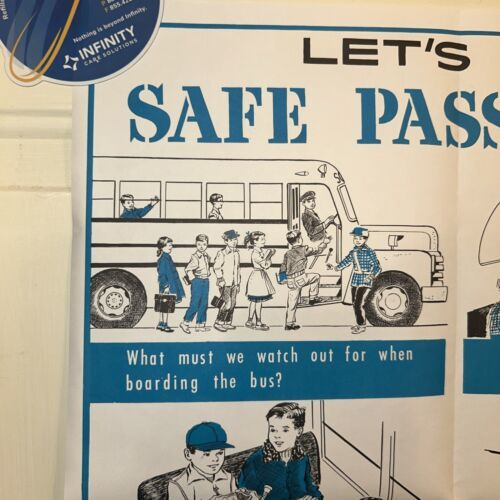 Nothing is beyond Infinity.
INFINITY
CARE SOLUTIONS
LET'S
SAFE PASS
What must we watch out for when
boarding the bus?